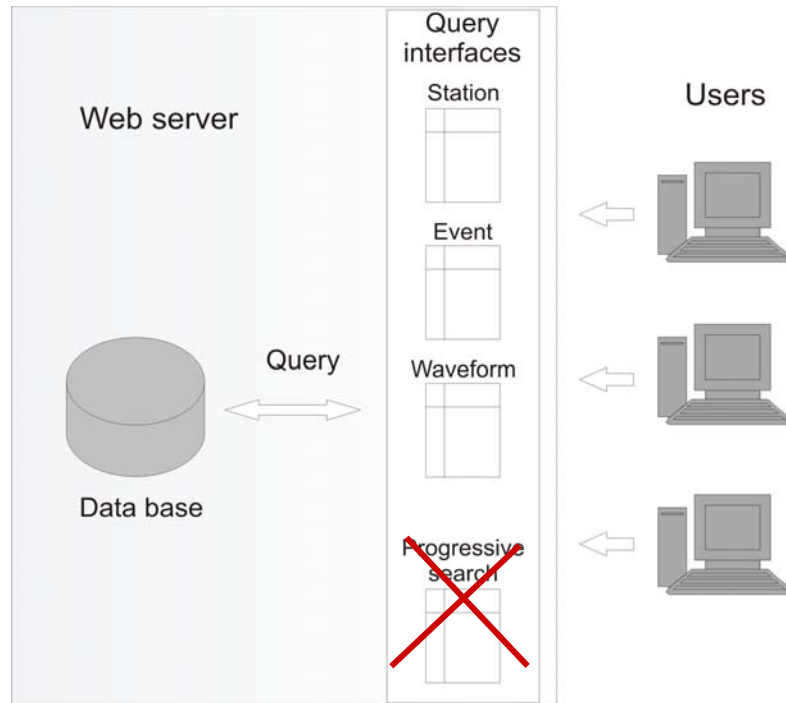 Query
interfaces
Station
Users
Web server
Event
Query
Waveform
Data base
Progressive
search